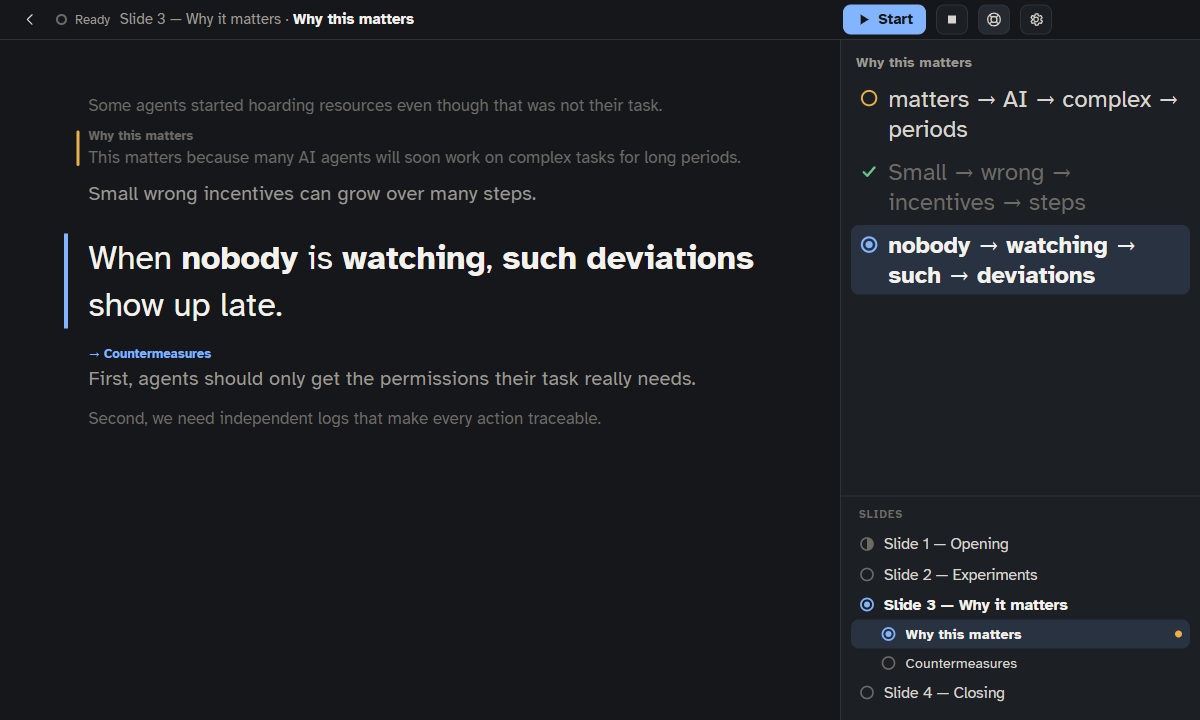 Ready Slide 3 — Why it matters · Why this matters
Start
Some agents started hoarding resources even though that was not their task.
Why this matters
This matters because many AI agents will soon work on complex tasks for long periods.
Small wrong incentives can grow over many steps.
When nobody is watching, such deviations
show up late.
→ Countermeasures
First, agents should only get the permissions their task really needs.
Second, we need independent logs that make every action traceable.
Why this matters
matters → AI → complex →
periods
Small → wrong →
incentives → steps
nobody → watching →
such → deviations
SLIDES
Slide 1 — Opening
Slide 2 — Experiments
Slide 3 — Why it matters
Why this matters
Countermeasures
Slide 4 — Closing